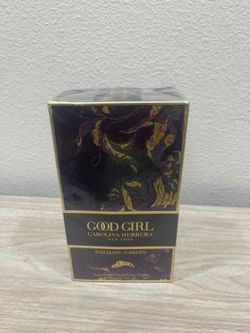 GOOD GIRL
CAROLINA HERRERA
NEW YORK
DAZZLING GARDEN